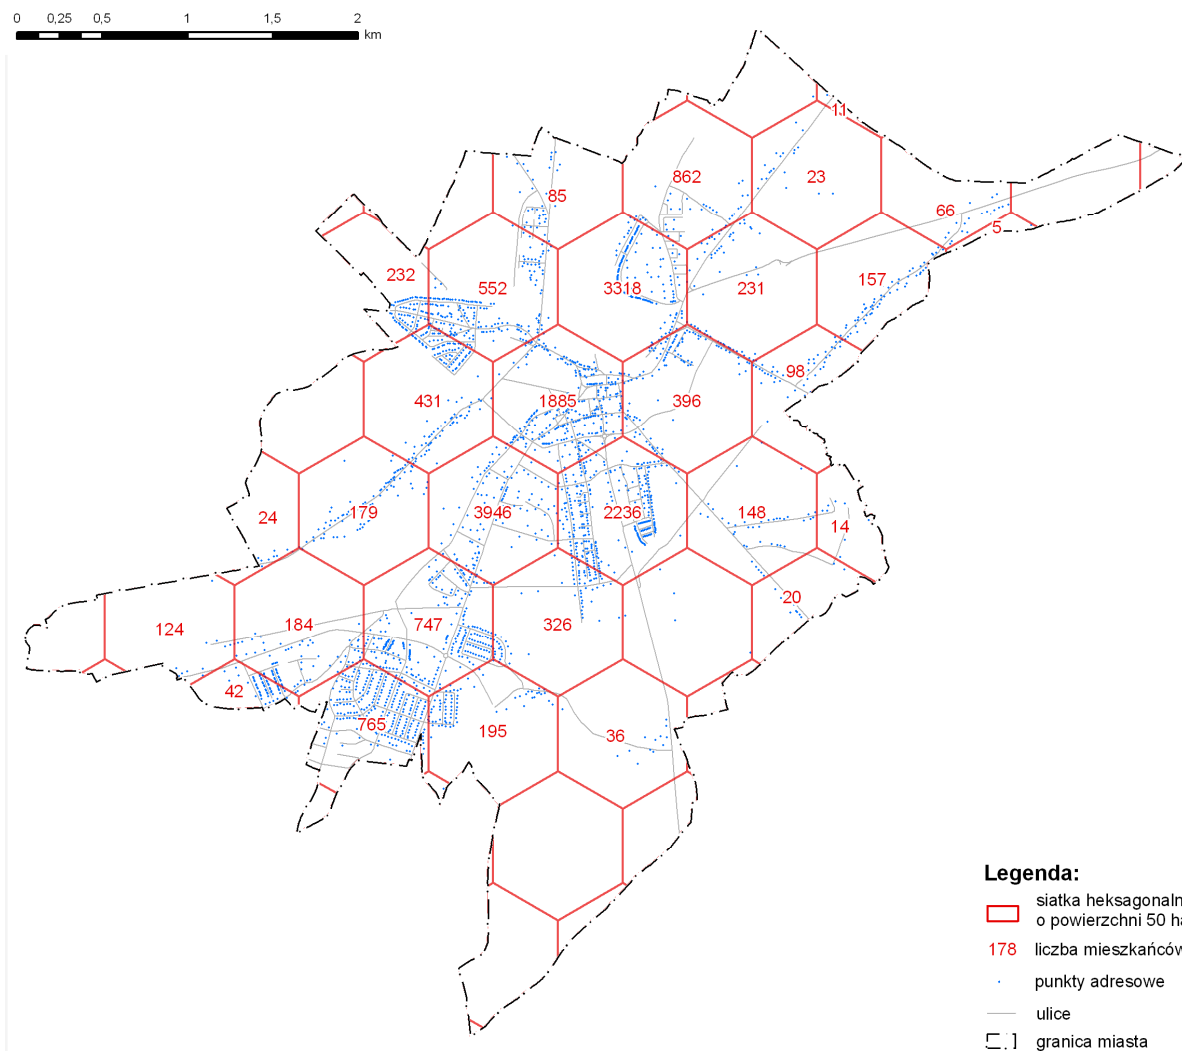 0 0,25 0,5 1 1,5 2
km
11
862 23
85
66
5
232 552 3318 231 157
98
431 1885 396
24 179 3946 2236 148 14
20
124 184 747 326
42
765 195 36
Legenda:
siatka heksagonaln
o powierzchni 50 ha
178 liczba mieszkańców
punkty adresowe
ulice
granica miasta